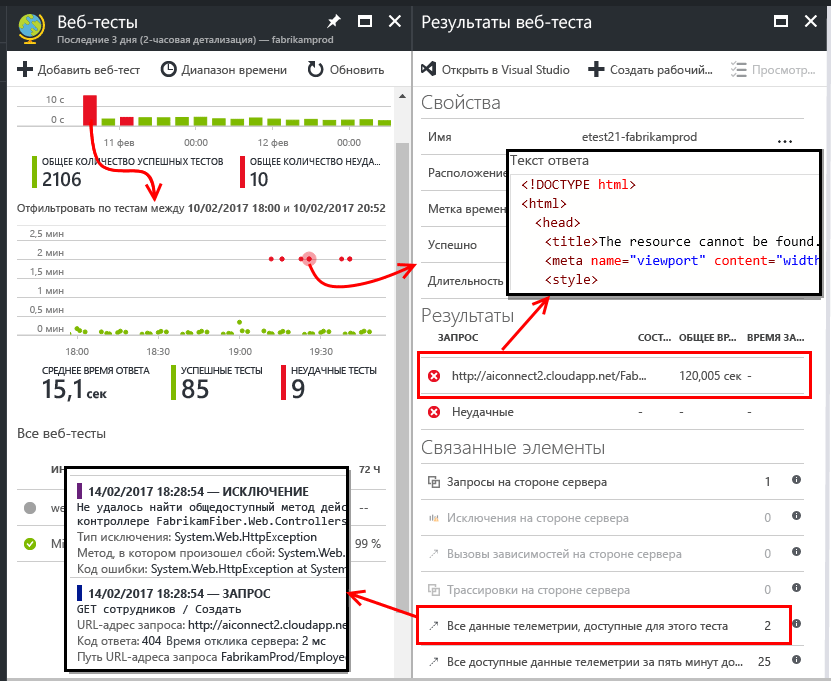 Веб-тесты
Последние 3 дня (2-часовая детализация) — fabrikamprod
Добавить веб-тест
Диапазон времени
Обновить
10 с
0 с
11 фев
00:00
12 фев
00:00
ОБЩЕЕ КОЛИЧЕСТВО УСПЕШНЫХ ТЕСТОВ
2106
ОБЩЕЕ КОЛИЧЕСТВО НЕУДА...
10
Отфильтровать по тестам между 10/02/2017 18:00 и 10/02/2017 20:52
2,5 мин
2 мин
1,5 мин
1 мин
0,5 мин
0 мин
18:00
18:30
19:00
19:30
СРЕДНЕЕ ВРЕМЯ ОТВЕТА
15,1 сек
УСПЕШНЫЕ ТЕСТЫ
85
НЕУДАЧНЫЕ ТЕСТЫ
9
Все веб-тесты
72 Ч
--
99 %
14/02/2017 18:28:54 — ИСКЛЮЧЕНИЕ
Не удалось найти общедоступный метод дейс
контроллере FabrikamFiber.Web.Controllers
Тип исключения: System.Web.HttpException
Метод, в котором произошел сбой: System.Web.
Код ошибки: System.Web.HttpException at System
14/02/2017 18:28:54 — ЗАПРОС
GET сотрудников / Создать
URL-адрес запроса: http://aiconnect2.cloudapp.ne
Код ответа: 404 Время отклика сервера: 2 мс
Путь URL-адреса запроса FabrikamProd/Employee
Результаты веб-теста
Открыть в Visual Studio
Создать рабочий...
Просмотр...
Свойства
Имя
etest21-fabrikamprod
...
Расположение
Метка времен
Успешно
Длительность
Текст ответа
<!DOCTYPE html>
<html>
<head>
<title>The resource cannot be found.
<meta name="viewport" content="width
<style>
Результаты
ЗАПРОС
СОСТ...
ОБЩЕЕ ВР...
ВРЕМЯ ЗА...
http://aiconnect2.cloudapp.net/Fab...
120,005 сек
-
Неудачные
-
-
-
Связанные элементы
Запросы на стороне сервера
1
Исключения на стороне сервера
0
Вызовы зависимостей на стороне сервера
0
Трассировки на стороне сервера
0
Все данные телеметрии, доступные для этого теста
2
Все доступные данные телеметрии за пять минут до...
25